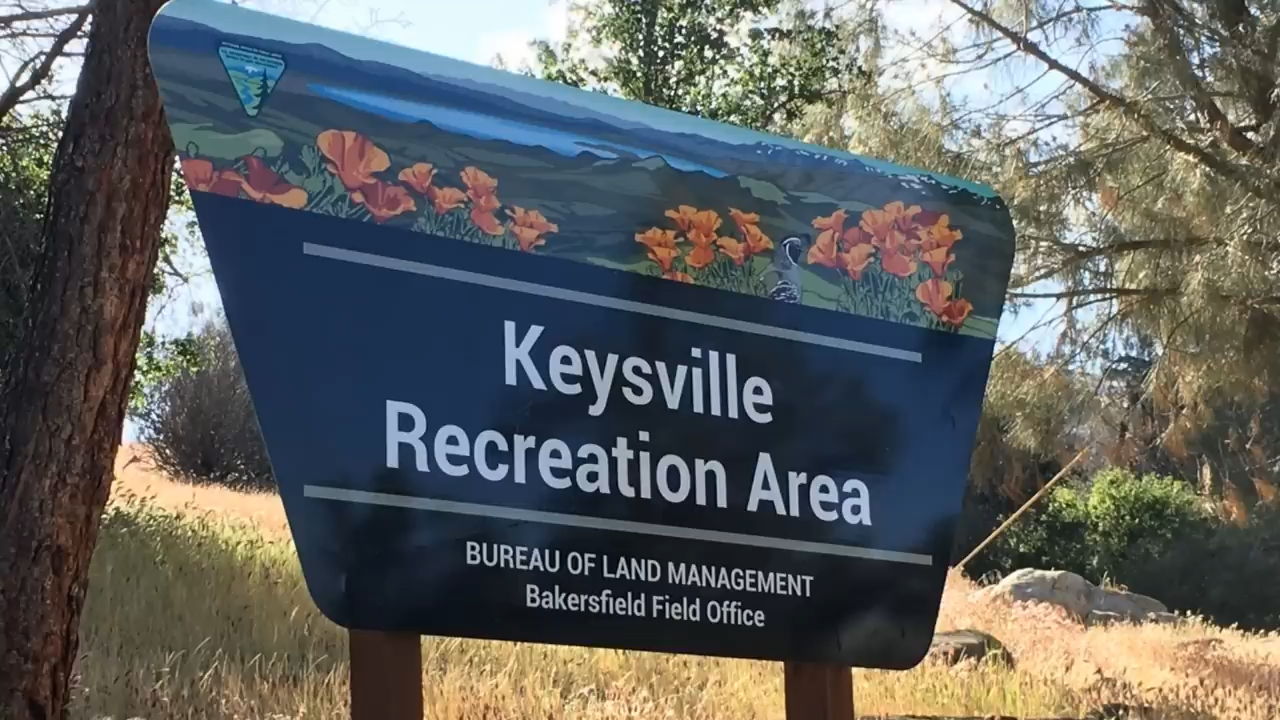 Keysville
Recreation Area
BUREAU OF LAND MANAGEMENT
Bakersfield Field Office